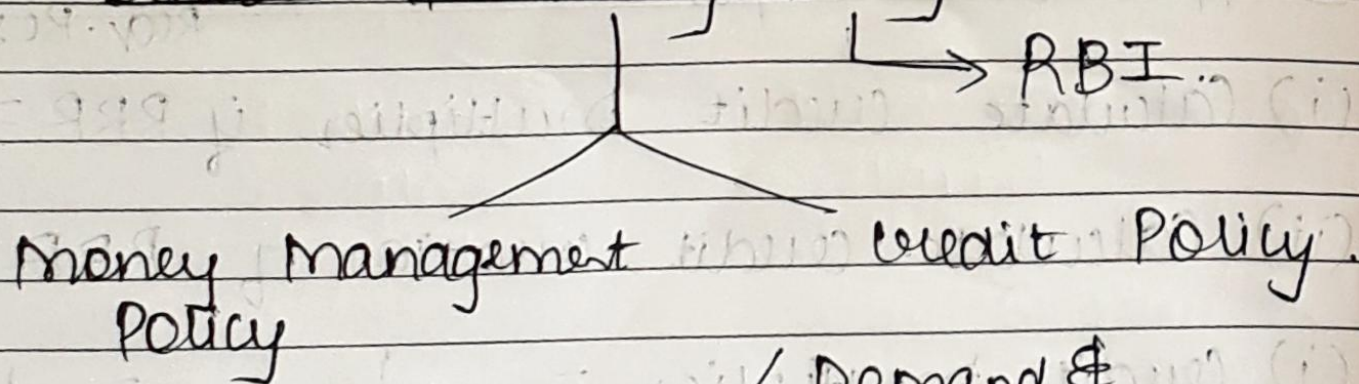 → RBI.
Money Management Credit Policy.
Policy
Demand &